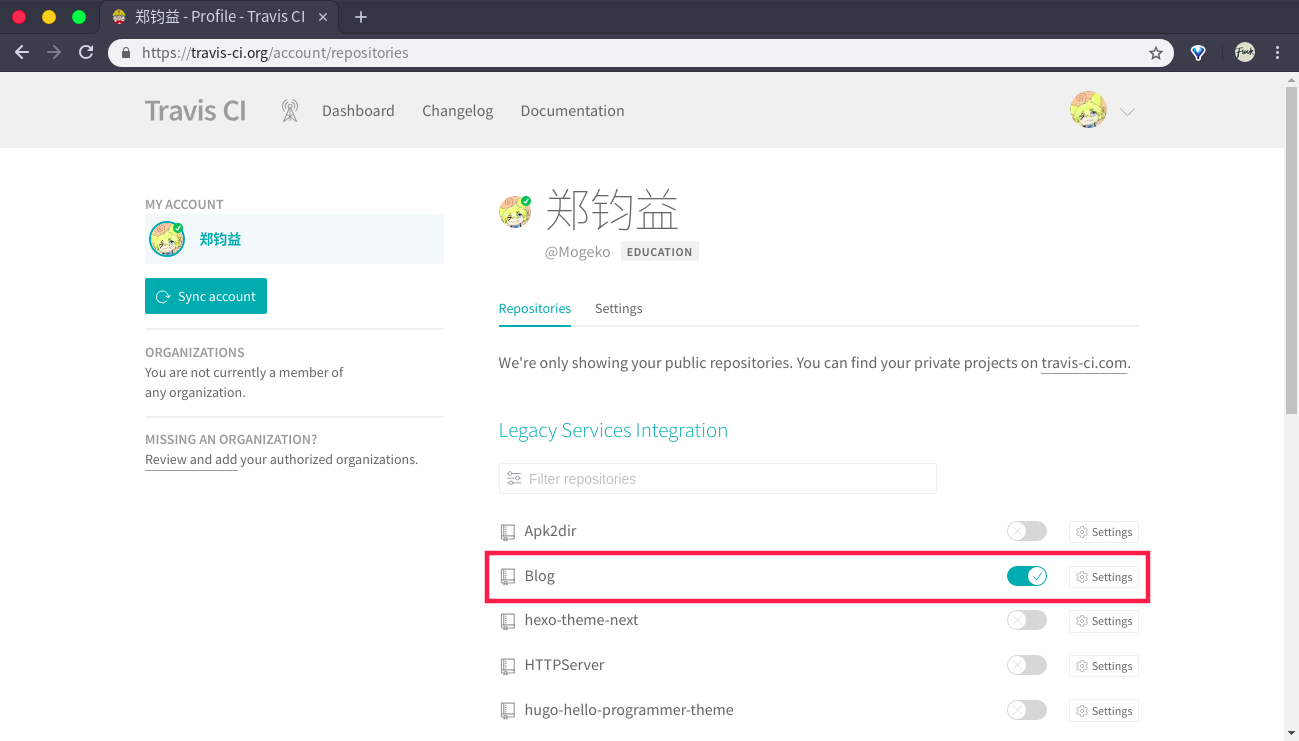 郑钧益 - Profile - Travis CI
https://travis-ci.org/account/repositories
Travis CI Dashboard Changelog Documentation
MY ACCOUNT
郑钧益
Sync account
ORGANIZATIONS
You are not currently a member of
any organization.
MISSING AN ORGANIZATION?
Review and add your authorized organizations.
郑钧益
@Mogeko EDUCATION
Repositories Settings
We're only showing your public repositories. You can find your private projects on travis-ci.com.
Legacy Services Integration
Filter repositories
Apk2dir Settings
Blog Settings
hexo-theme-next Settings
HTTPServer Settings
hugo-hello-programmer-theme Settings